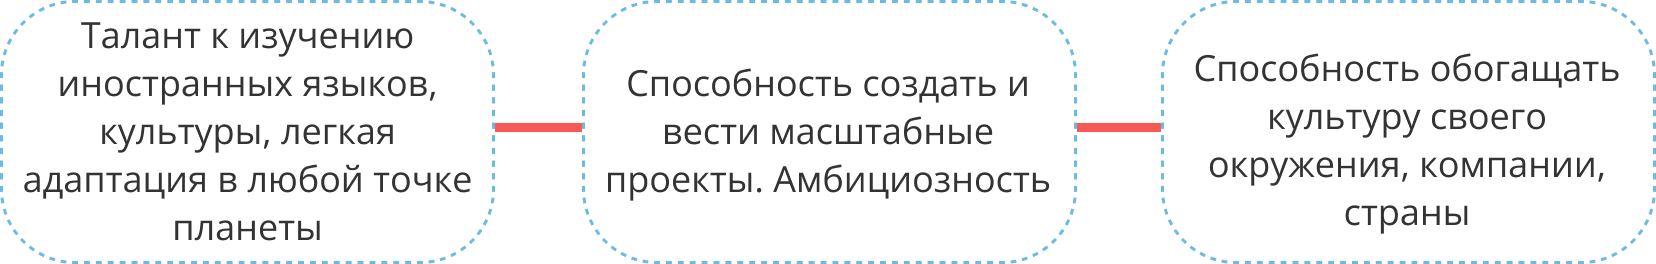 Талант к изучению
иностранных языков,
культуры, легкая
адаптация в любой точке
планеты
Способность создать и
вести масштабные
проекты. Амбициозность
Способность обогащать
культуру своего
окружения, компании,
страны